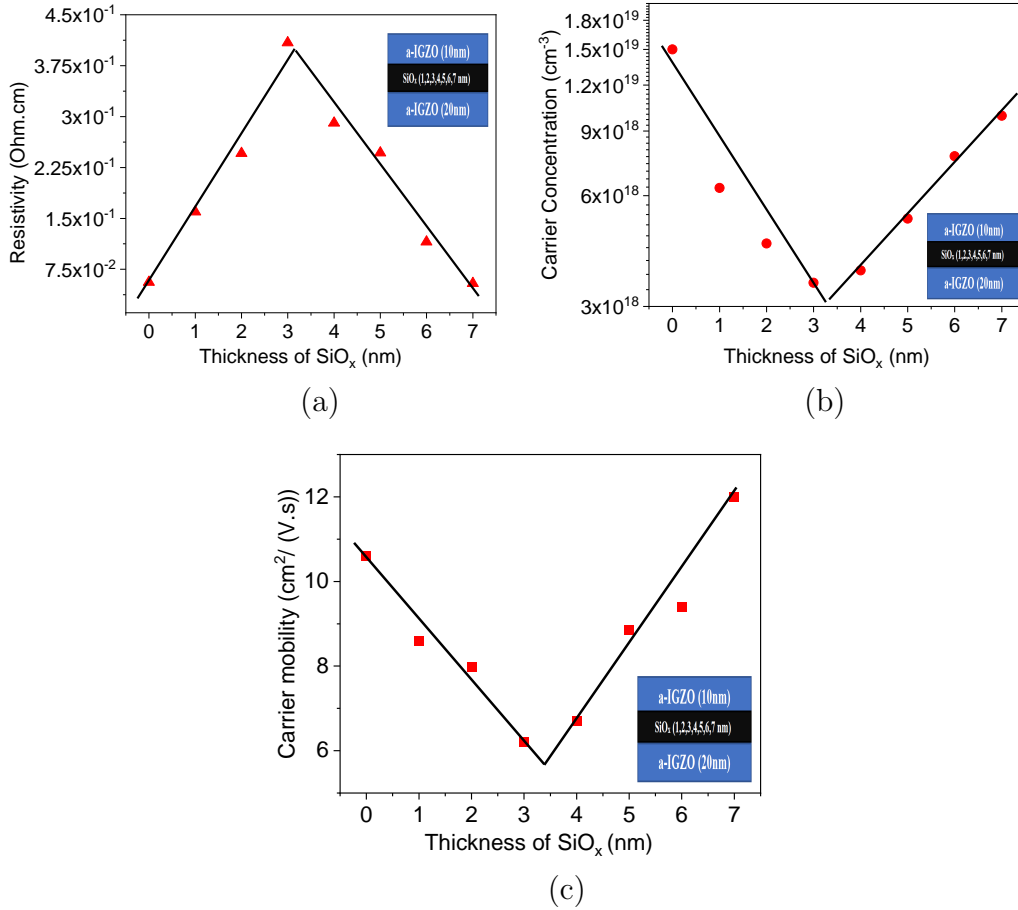 4.5x10⁻¹
3.75x10⁻¹
3x10⁻¹
2.25x10⁻¹
1.5x10⁻¹
7.5x10⁻²
Resistivity (Ohm.cm)
a-IGZO (10nm)
SiOₓ (1,2,3,4,5,6,7 nm)
a-IGZO (20nm)
0 1 2 3 4 5 6 7
Thickness of SiOₓ (nm)
(a)
1.8x10¹⁹
1.5x10¹⁹
1.2x10¹⁹
9x10¹⁸
6x10¹⁸
3x10¹⁸
Carrier Concentration (cm⁻³)
a-IGZO (10nm)
SiOₓ (1,2,3,4,5,6,7 nm)
a-IGZO (20nm)
0 1 2 3 4 5 6 7
Thickness of SiOₓ (nm)
(b)
12
10
8
6
Carrier mobility (cm²/ (V.s))
a-IGZO (10nm)
SiOₓ (1,2,3,4,5,6,7 nm)
a-IGZO (20nm)
0 1 2 3 4 5 6 7
Thickness of SiOₓ (nm)
(c)